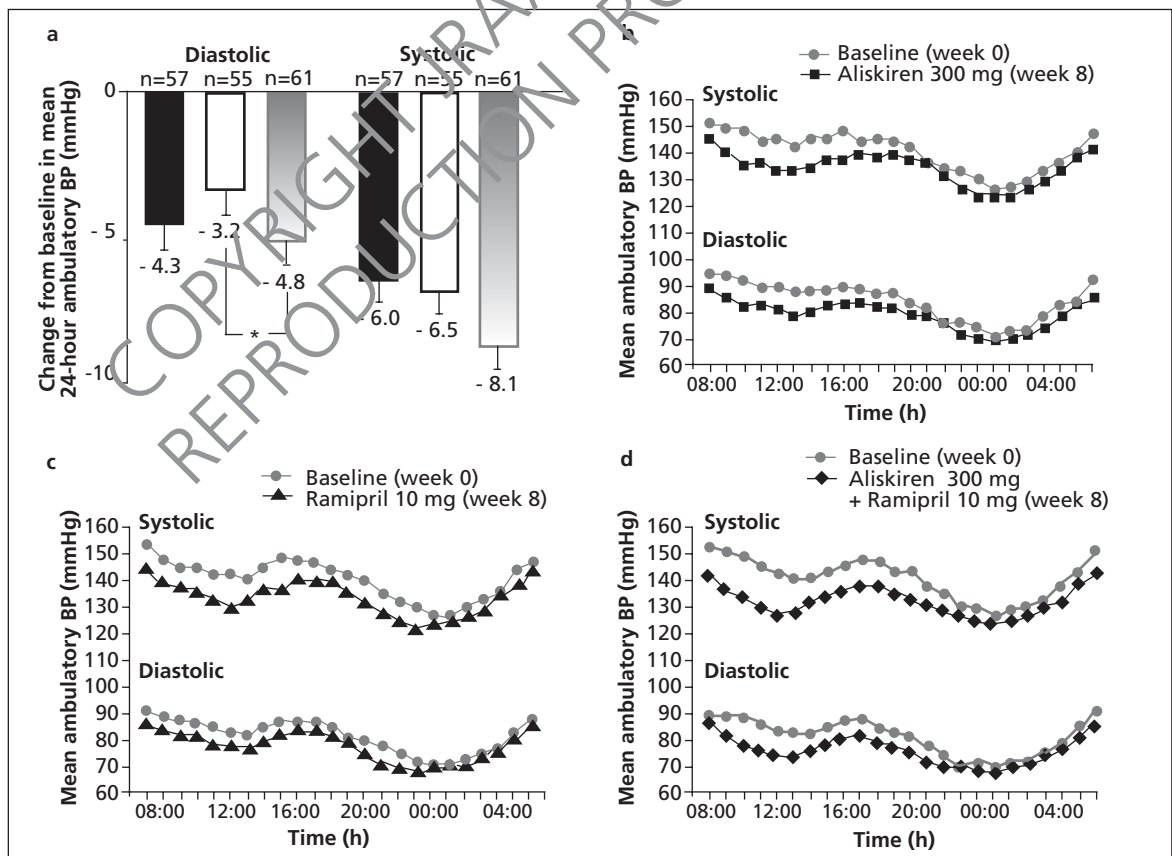 a
Diastolic
Systolic
n=57 n=55 n=61 n=57 n=55 n=61
0
- 5
-10
- 4.3
- 3.2
- 4.8
*
- 6.0
- 6.5
- 8.1
Change from baseline in mean
24-hour ambulatory BP (mmHg)
b
Baseline (week 0)
Aliskiren 300 mg (week 8)
Systolic
160
150
140
130
120
110
Diastolic
100
90
80
70
60
Mean ambulatory BP (mmHg)
08:00 12:00 16:00 20:00 00:00 04:00
Time (h)
c
Baseline (week 0)
Ramipril 10 mg (week 8)
160
Systolic
150
140
130
120
110
Diastolic
100
90
80
70
60
Mean ambulatory BP (mmHg)
08:00 12:00 16:00 20:00 00:00 04:00
Time (h)
d
Baseline (week 0)
Aliskiren 300 mg
+ Ramipril 10 mg (week 8)
160
Systolic
150
140
130
120
110
Diastolic
100
90
80
70
60
Mean ambulatory BP (mmHg)
08:00 12:00 16:00 20:00 00:00 04:00
Time (h)
COPYRIGHT
REPRODUCTION